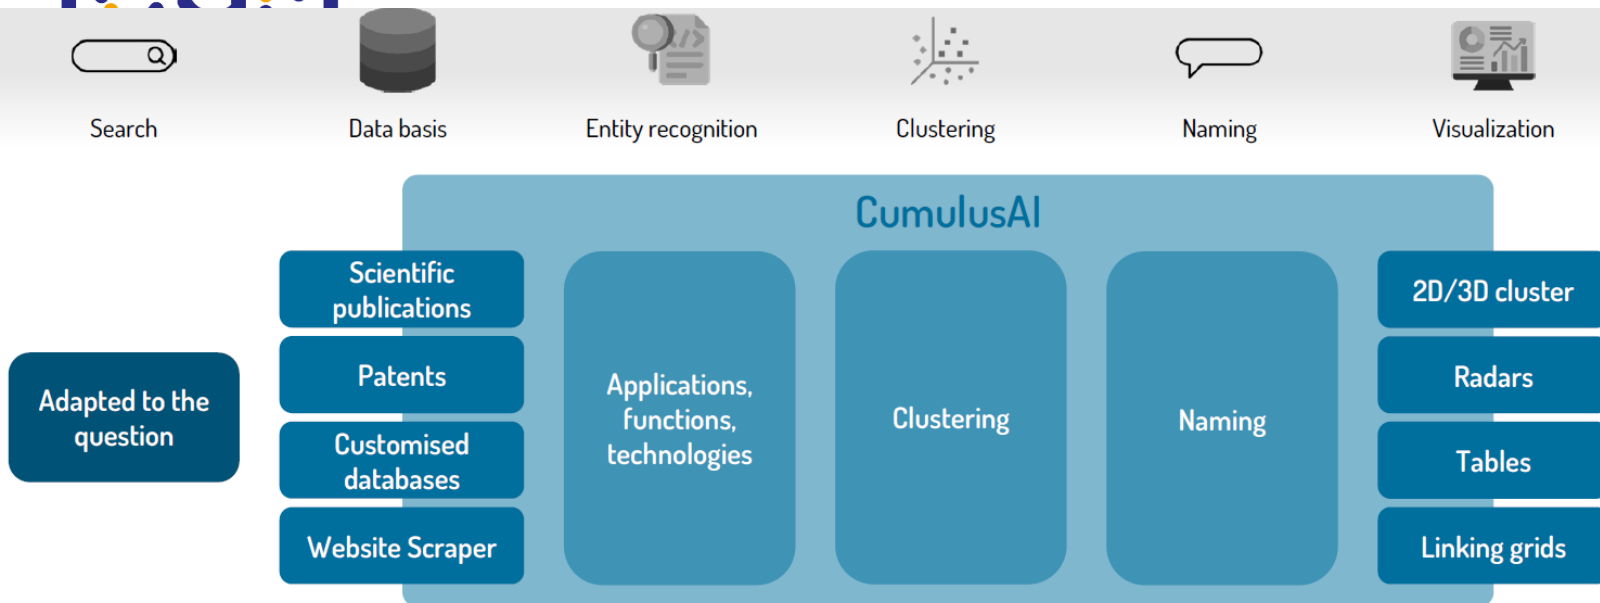 Search
Data basis
Entity recognition
Clustering
Naming
Visualization
CumulusAI
Adapted to the
question
Scientific
publications
Patents
Customised
databases
Website Scraper
Applications,
functions,
technologies
Clustering
Naming
2D/3D cluster
Radars
Tables
Linking grids